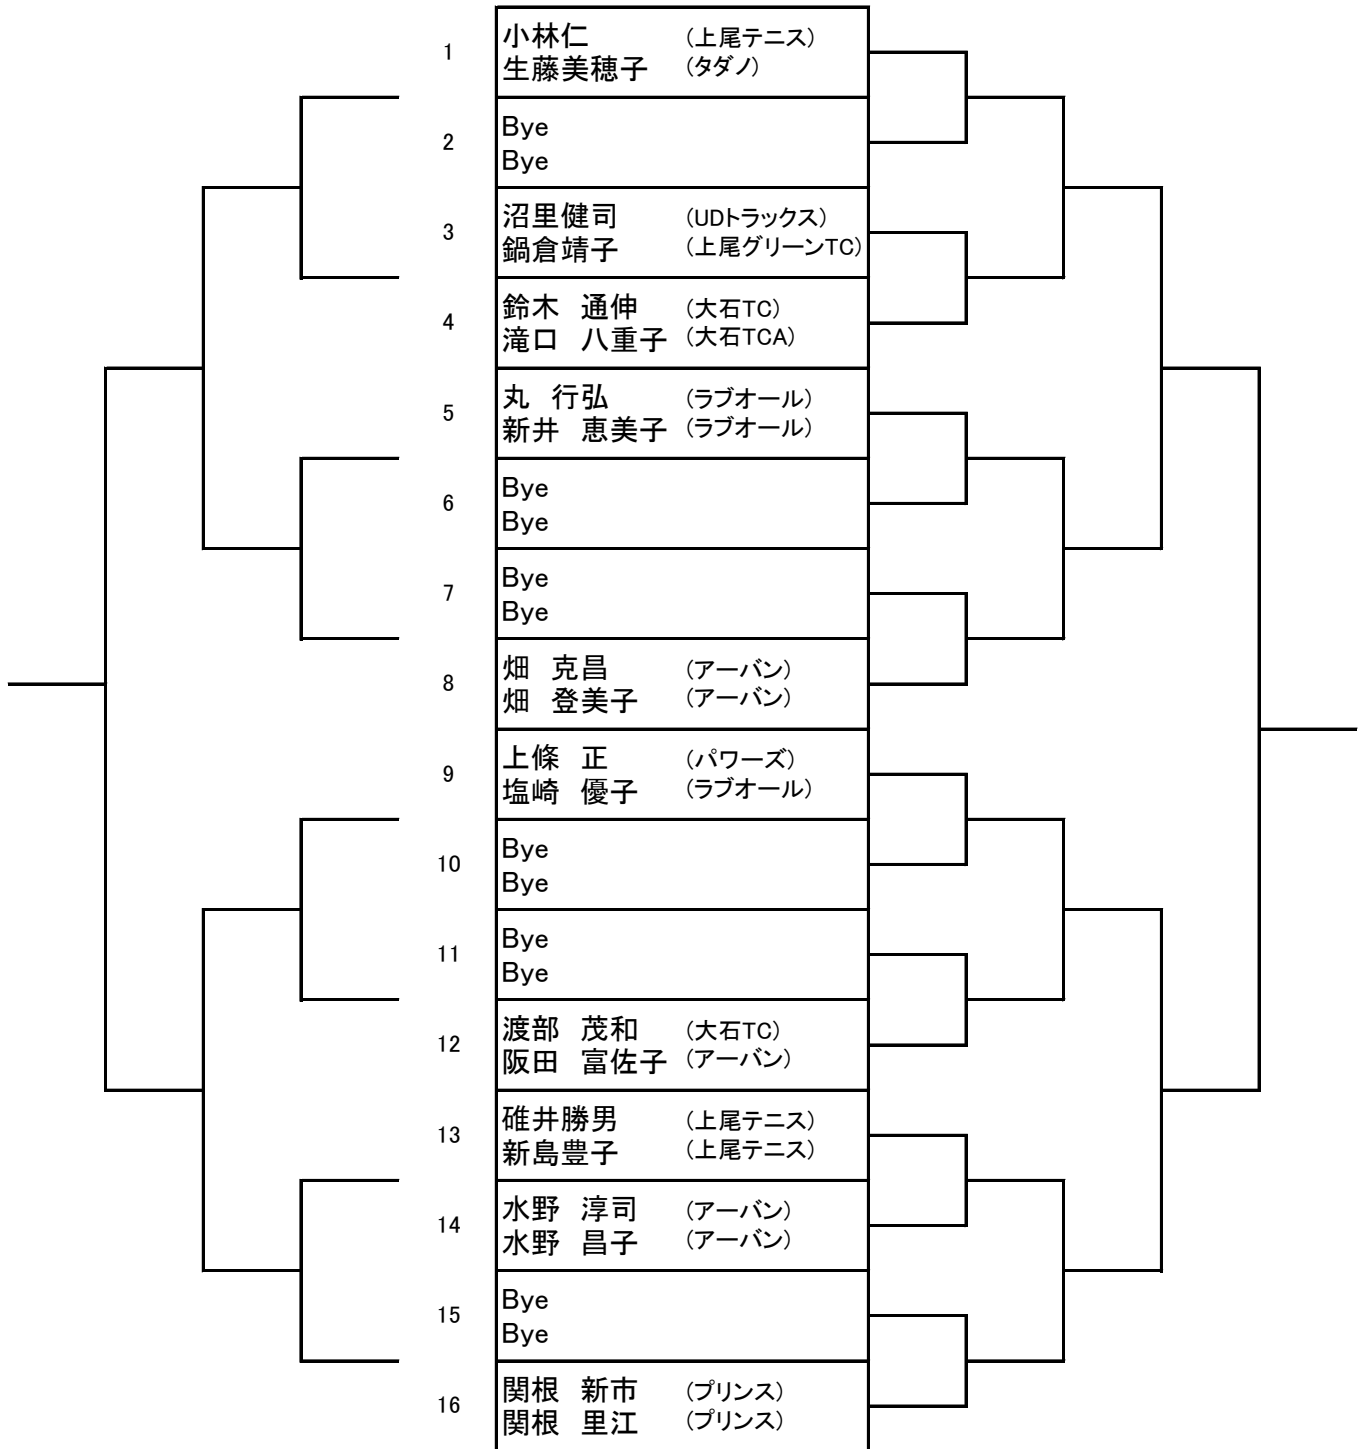 1 小林仁 (上尾テニス)
生藤美穂子 (タダノ)
2 Bye
Bye
3 沼里健司 (UDトラックス)
鍋倉靖子 (上尾グリーンTC)
4 鈴木 通伸 (大石TC)
滝口 八重子 (大石TCA)
5 丸 行弘 (ラブオール)
新井 恵美子 (ラブオール)
6 Bye
Bye
7 Bye
Bye
8 畑 克昌 (アーバン)
畑 登美子 (アーバン)
9 上條 正 (パワーズ)
塩崎 優子 (ラブオール)
10 Bye
Bye
11 Bye
Bye
12 渡部 茂和 (大石TC)
阪田 富佐子 (アーバン)
13 碓井勝男 (上尾テニス)
新島豊子 (上尾テニス)
14 水野 淳司 (アーバン)
水野 昌子 (アーバン)
15 Bye
Bye
16 関根 新市 (プリンス)
関根 里江 (プリンス)